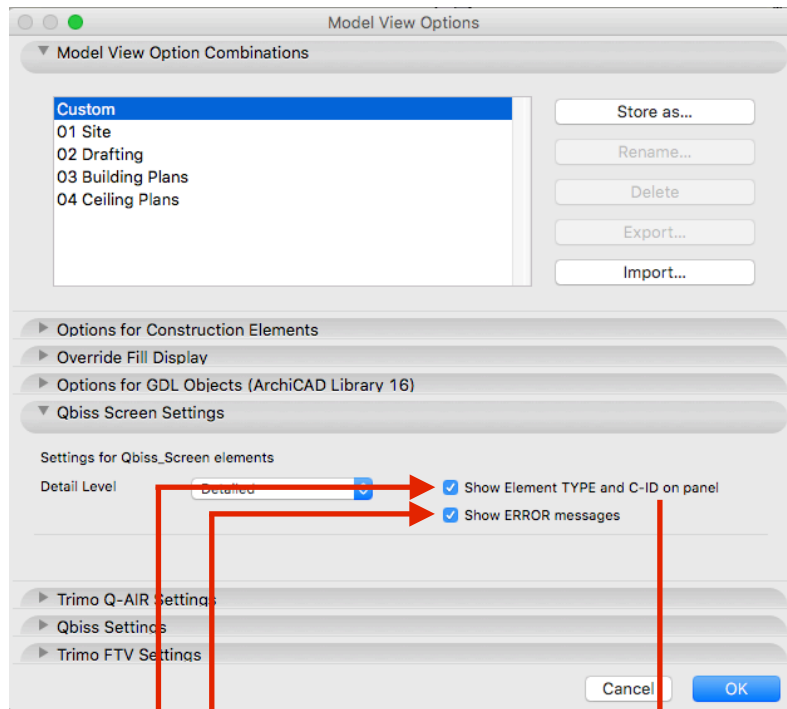 Model View Options
Model View Option Combinations
Custom
01 Site
02 Drafting
03 Building Plans
04 Ceiling Plans
Store as...
Rename...
Delete
Export...
Import...
Options for Construction Elements
Override Fill Display
Options for GDL Objects (ArchiCAD Library 16)
Qbiss Screen Settings
Settings for Qbiss_Screen elements
Detail Level
Detailed
Show Element TYPE and C-ID on panel
Show ERROR messages
Trimo Q-AIR Settings
Qbiss Settings
Trimo FTV Settings
Cancel
OK